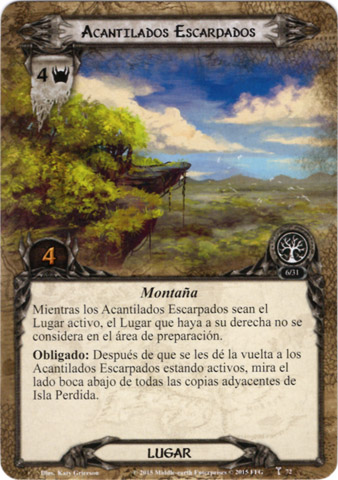 Acantilados Escarpados
4
4
6/31
Montaña
Mientras los Acantilados Escarpados sean el
Lugar activo, el Lugar que haya a su derecha no se
considera en el área de preparación.
Obligado: Después de que se les dé la vuelta a los
Acantilados Escarpados estando activos, mira el
lado boca abajo de todas las copias adyacentes de
Isla Perdida.
LUGAR
© 2015 Middle-earth Enterprises © 2015 FFG
72